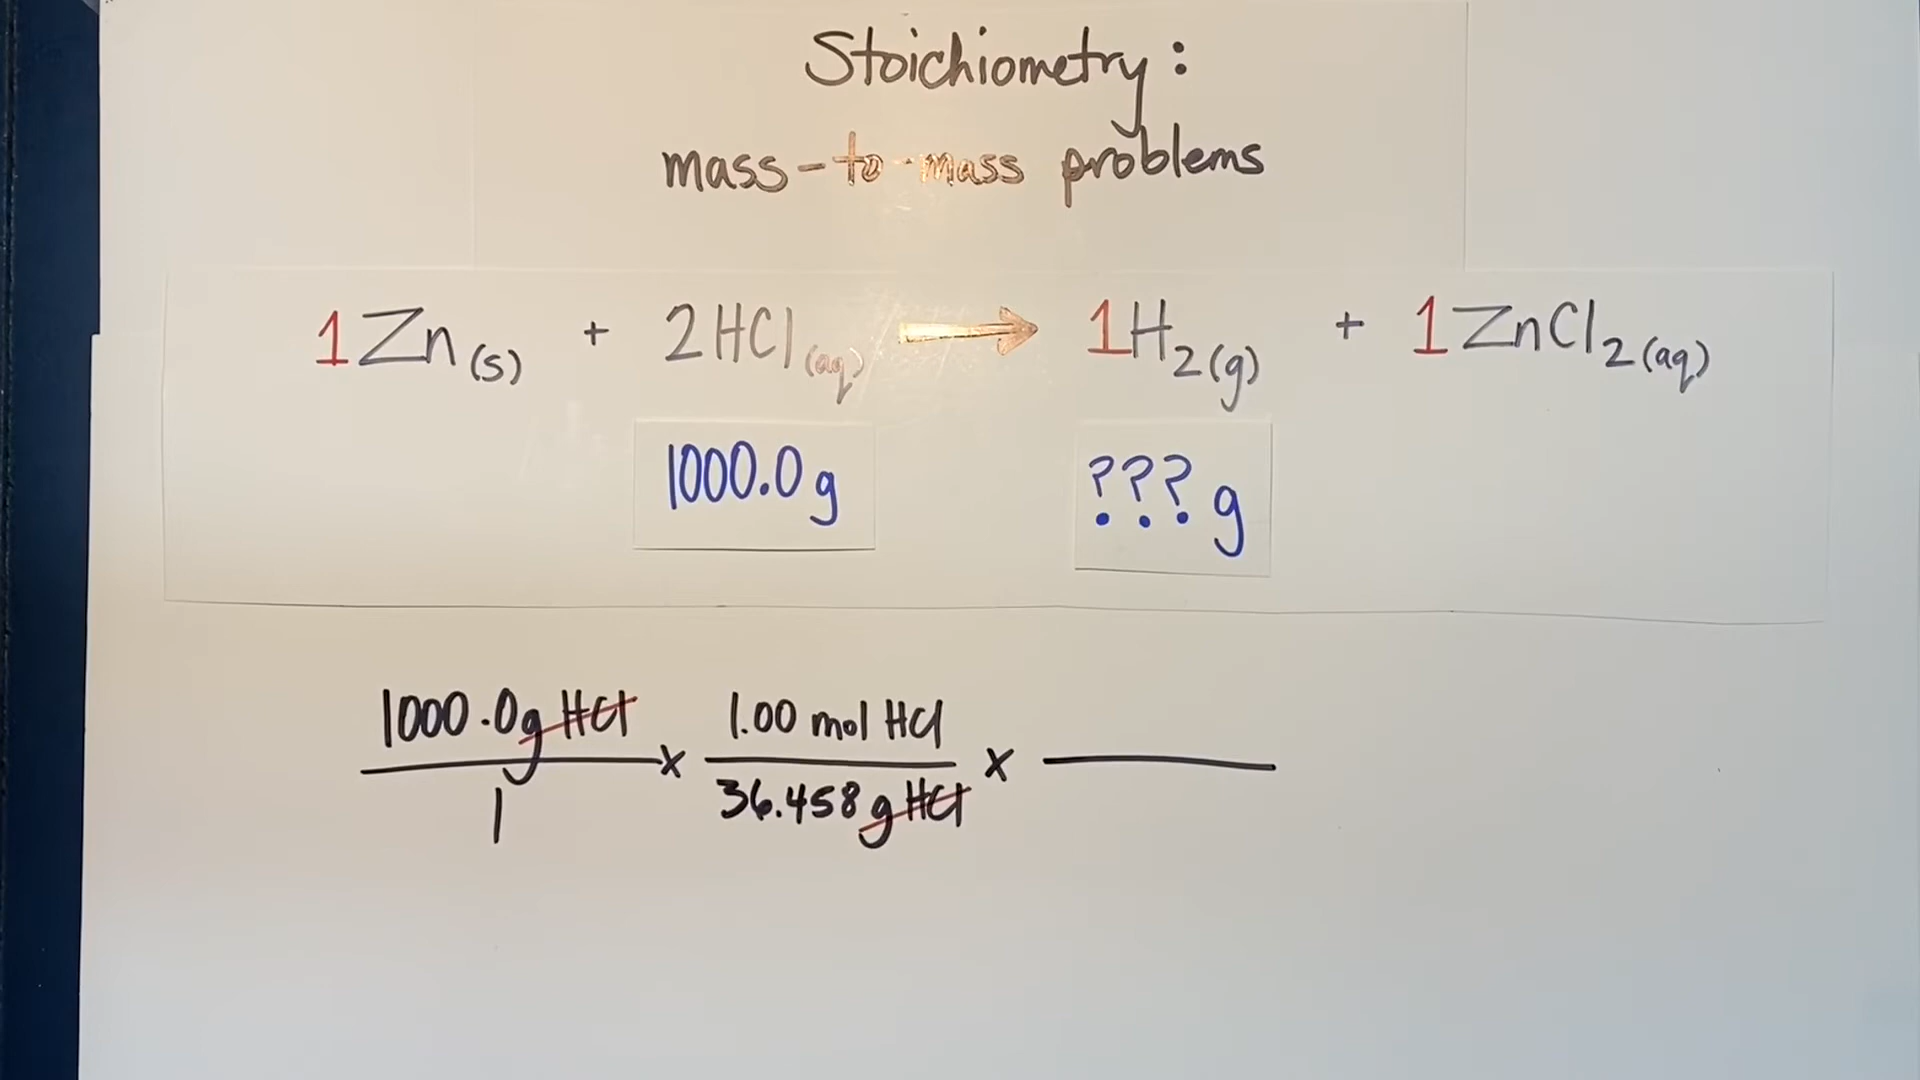 Stoichiometry:
mass-to-mass problems
1Zn(s) + 2HCl(aq) → 1H2(g) + 1ZnCl2(aq)
1000.0g ???g
1000.0g HCl x 1.00 mol HCl x
1 36.458g HCl